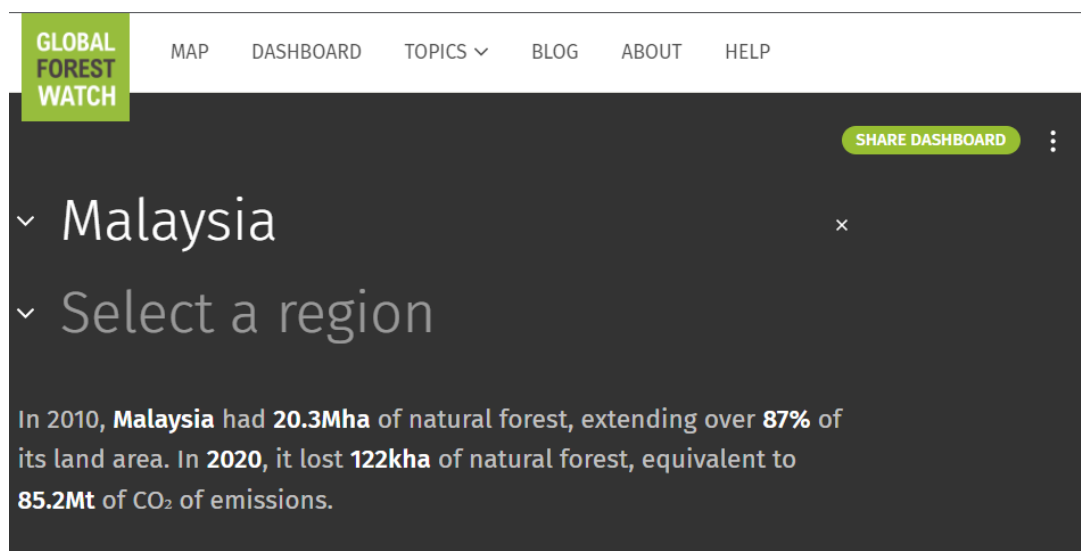 GLOBAL
FOREST
WATCH
MAP DASHBOARD TOPICS BLOG ABOUT HELP
SHARE DASHBOARD
Malaysia
Select a region
In 2010, Malaysia had 20.3Mha of natural forest, extending over 87% of
its land area. In 2020, it lost 122kha of natural forest, equivalent to
85.2Mt of CO₂ of emissions.